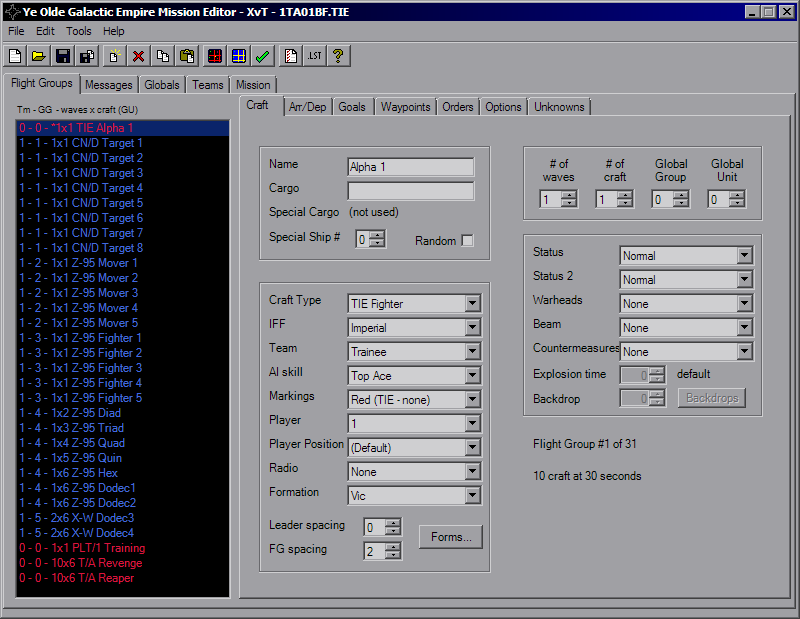 Ye Olde Galactic Empire Mission Editor - XvT - 1TA01BF.TIE
File Edit Tools Help
.LST
Flight Groups Messages Globals Teams Mission
Tm - GG - waves x craft (GU)
0 - 0 - *1x1 TIE Alpha 1
1 - 1 - 1x1 CN/D Target 1
1 - 1 - 1x1 CN/D Target 2
1 - 1 - 1x1 CN/D Target 3
1 - 1 - 1x1 CN/D Target 4
1 - 1 - 1x1 CN/D Target 5
1 - 1 - 1x1 CN/D Target 6
1 - 1 - 1x1 CN/D Target 7
1 - 1 - 1x1 CN/D Target 8
1 - 2 - 1x1 Z-95 Mover 1
1 - 2 - 1x1 Z-95 Mover 2
1 - 2 - 1x1 Z-95 Mover 3
1 - 2 - 1x1 Z-95 Mover 4
1 - 2 - 1x1 Z-95 Mover 5
1 - 3 - 1x1 Z-95 Fighter 1
1 - 3 - 1x1 Z-95 Fighter 2
1 - 3 - 1x1 Z-95 Fighter 3
1 - 3 - 1x1 Z-95 Fighter 4
1 - 3 - 1x1 Z-95 Fighter 5
1 - 4 - 1x2 Z-95 Diad
1 - 4 - 1x3 Z-95 Triad
1 - 4 - 1x4 Z-95 Quad
1 - 4 - 1x5 Z-95 Quin
1 - 4 - 1x6 Z-95 Hex
1 - 4 - 1x6 Z-95 Dodec1
1 - 4 - 1x6 Z-95 Dodec2
1 - 5 - 2x6 X-W Dodec3
1 - 5 - 2x6 X-W Dodec4
0 - 0 - 1x1 PLT/1 Training
0 - 0 - 10x6 T/A Revenge
0 - 0 - 10x6 T/A Reaper
Craft Arr/Dep Goals Waypoints Orders Options Unknowns
Name Alpha 1
Cargo
Special Cargo (not used)
Special Ship # 0 Random
Craft Type TIE Fighter
IFF Imperial
Team Trainee
AI skill Top Ace
Markings Red (TIE - none)
Player 1
Player Position (Default)
Radio None
Formation Vic
Leader spacing 0
FG spacing 2
Forms...
# of waves # of craft Global Group Global Unit
1 1 0 0
Status Normal
Status 2 Normal
Warheads None
Beam None
Countermeasures None
Explosion time 0 default
Backdrop 0 Backdrops
Flight Group #1 of 31
10 craft at 30 seconds